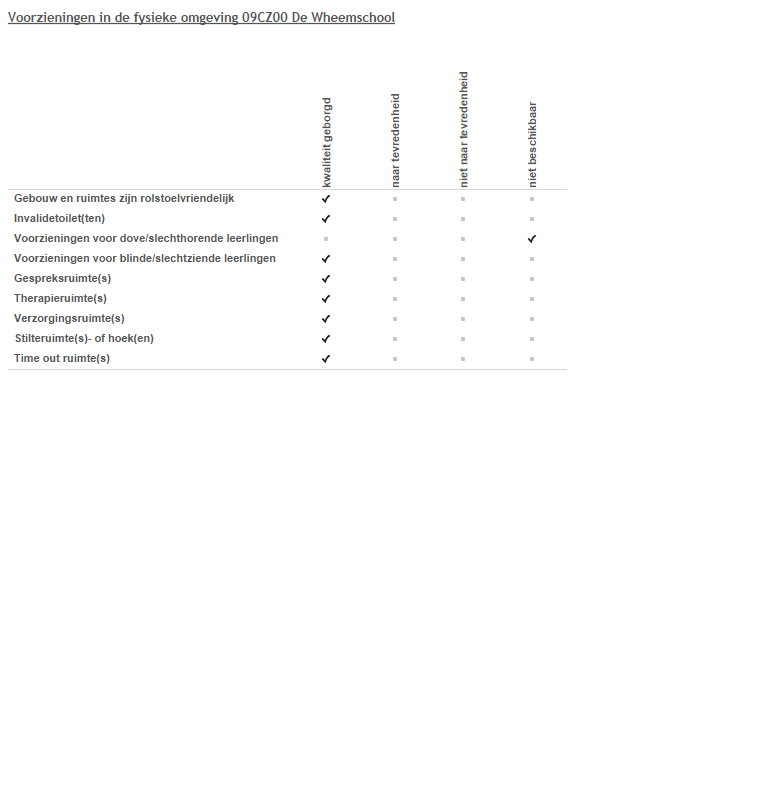 Voorzieningen in de fysieke omgeving 09CZ00 De Wheemschool
kwaliteit geborgd
naar tevredenheid
niet naar tevredenheid
niet beschikbaar
Gebouw en ruimtes zijn rolstoelvriendelijk
Invalidetoilet(ten)
Voorzieningen voor dove/slechthorende leerlingen
Voorzieningen voor blinde/slechtziende leerlingen
Gespreksruimte(s)
Therapieruimte(s)
Verzorgingsruimte(s)
Stilteruimte(s)- of hoek(en)
Time out ruimte(s)